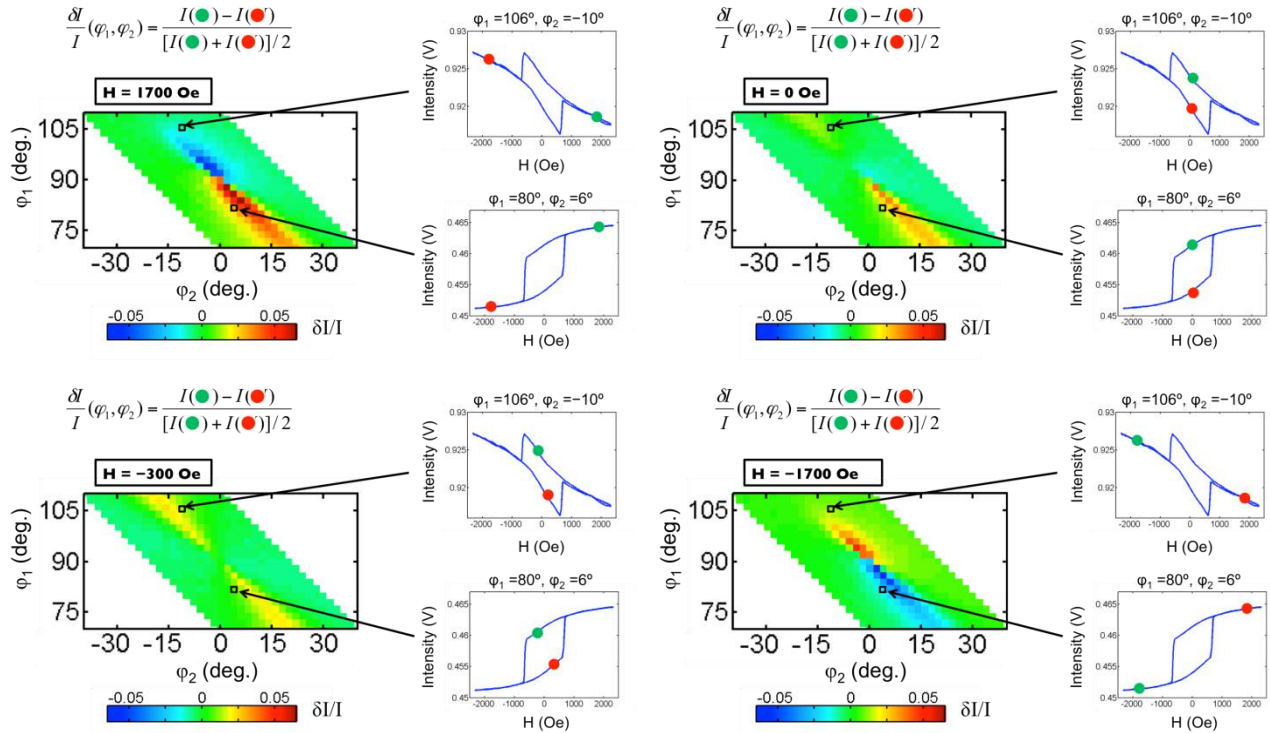 δI/I (φ1,φ2) = I(●) − I(●′) / [I(●) + I(●′)]/2
H = 1700 Oe
φ1 (deg.)
105
90
75
-30 -15 0 15 30
φ2 (deg.)
-0.05 0 0.05 δI/I
φ1=106º, φ2=−10º
Intensity (V)
0.93
0.925
0.92
-2000 -1000 0 1000 2000
H (Oe)
φ1=80º, φ2=6º
Intensity (V)
0.465
0.46
0.455
0.45
-2000 -1000 0 1000 2000
H (Oe)
δI/I (φ1,φ2) = I(●) − I(●′) / [I(●) + I(●′)]/2
H = 0 Oe
φ1 (deg.)
105
90
75
-30 -15 0 15 30
φ2 (deg.)
-0.05 0 0.05 δI/I
φ1=106º, φ2=−10º
Intensity (V)
0.93
0.925
0.92
-2000 -1000 0 1000 2000
H (Oe)
φ1=80º, φ2=6º
Intensity (V)
0.465
0.46
0.455
0.45
-2000 -1000 0 1000 2000
H (Oe)
δI/I (φ1,φ2) = I(●) − I(●′) / [I(●) + I(●′)]/2
H = −300 Oe
φ1 (deg.)
105
90
75
-30 -15 0 15 30
φ2 (deg.)
-0.05 0 0.05 δI/I
φ1=106º, φ2=−10º
Intensity (V)
0.93
0.925
0.92
-2000 -1000 0 1000 2000
H (Oe)
φ1=80º, φ2=6º
Intensity (V)
0.465
0.46
0.455
0.45
-2000 -1000 0 1000 2000
H (Oe)
δI/I (φ1,φ2) = I(●) − I(●′) / [I(●) + I(●′)]/2
H = −1700 Oe
φ1 (deg.)
105
90
75
-30 -15 0 15 30
φ2 (deg.)
-0.05 0 0.05 δI/I
φ1=106º, φ2=−10º
Intensity (V)
0.93
0.925
0.92
-2000 -1000 0 1000 2000
H (Oe)
φ1=80º, φ2=6º
Intensity (V)
0.465
0.46
0.455
0.45
-2000 -1000 0 1000 2000
H (Oe)